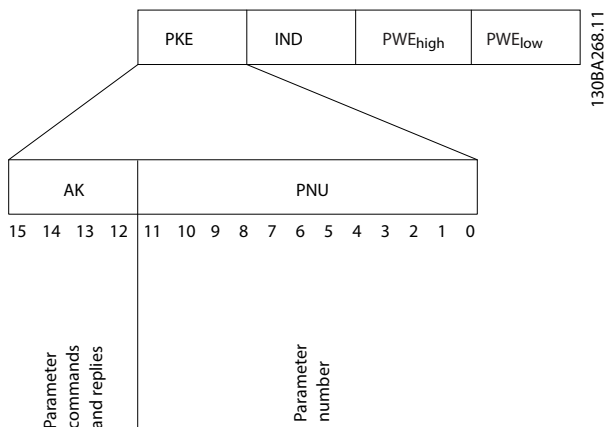 PKE IND PWEhigh PWElow
130BA268.11
AK PNU
15 14 13 12 11 10 9 8 7 6 5 4 3 2 1 0
Parameter
commands
and replies
Parameter
number